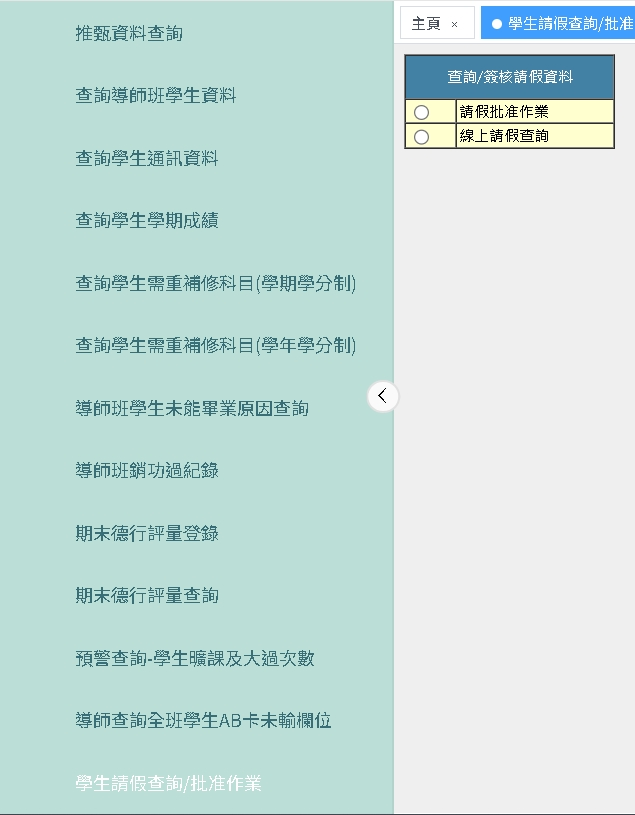 推甄資料查詢
查詢導師班學生資料
查詢學生通訊資料
查詢學生學期成績
查詢學生需重補修科目(學期學分制)
查詢學生需重補修科目(學年學分制)
導師班學生未能畢業原因查詢
導師班銷功過紀錄
期末德行評量登錄
期末德行評量查詢
預警查詢-學生曠課及大過次數
導師查詢全班學生AB卡未輸欄位
學生請假查詢/批准作業
主頁 ×
學生請假查詢/批准
查詢/簽核請假資料
請假批准作業
線上請假查詢